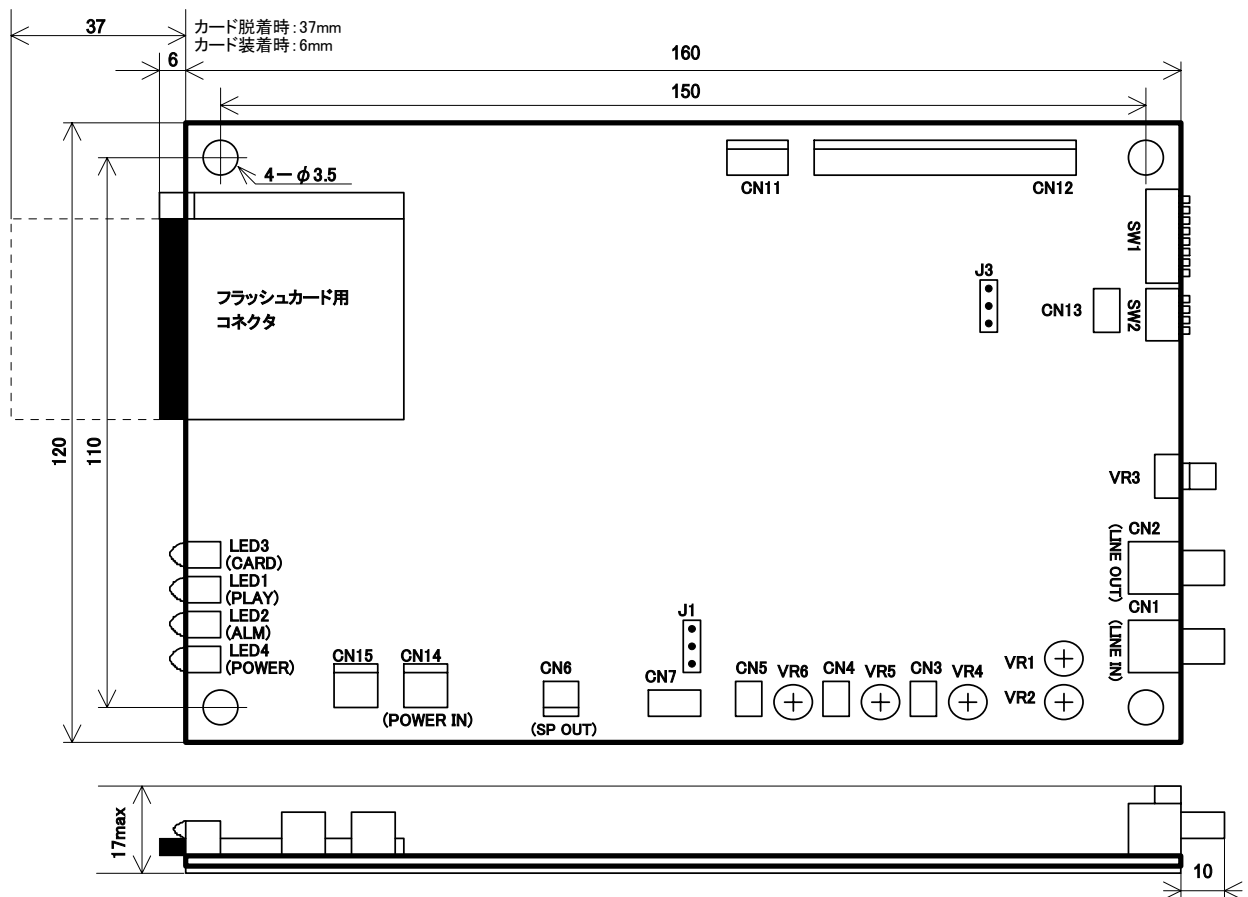 37
カード脱着時:37mm
カード装着時:6mm
6
160
150
4－φ3.5
CN11
CN12
SW1
J3
フラッシュカード用
コネクタ
CN13
SW2
120
110
VR3
CN2
(LINE OUT)
LED3
(CARD)
LED1
(PLAY)
LED2
(ALM)
LED4
(POWER)
CN1
(LINE IN)
J1
CN15
CN14
(POWER IN)
CN6
(SP OUT)
CN7
CN5
VR6
CN4
VR5
CN3
VR4
VR1
VR2
17max
10